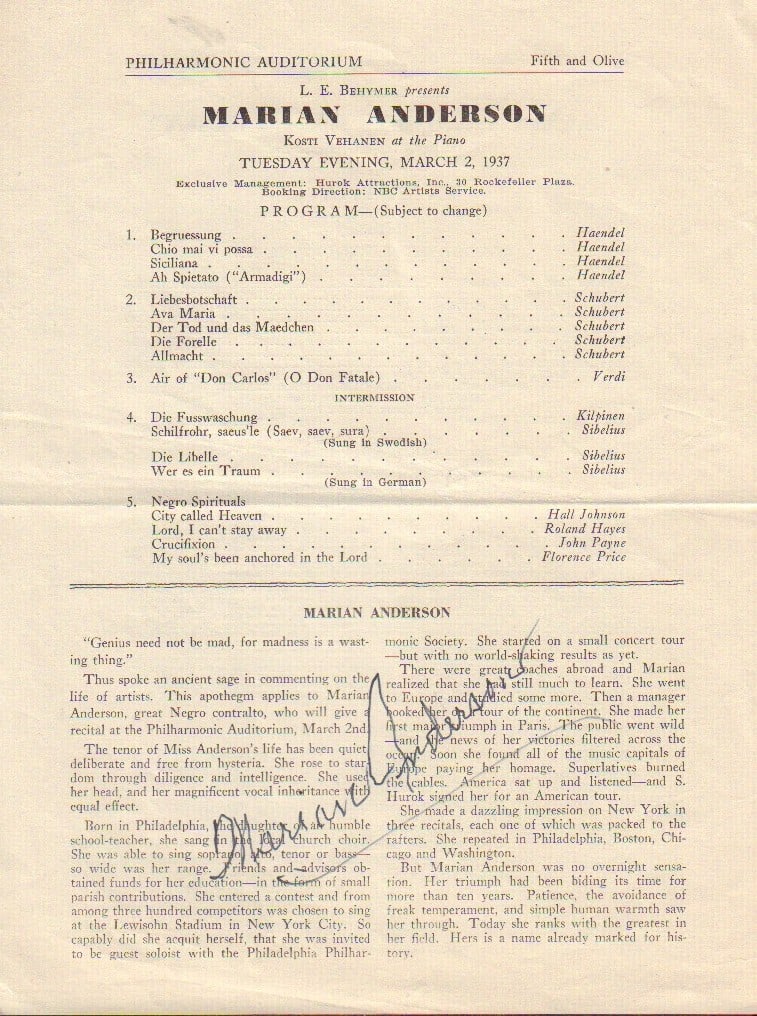 PHILHARMONIC AUDITORIUM Fifth and Olive
L. E. BEHYMER presents
MARIAN ANDERSON
KOSTI VEHANEN at the Piano
TUESDAY EVENING, MARCH 2, 1937
Exclusive Management: Hurok Attructions, Inc., 30 Rockefeller Plaza.
Booking Direction: NBC Artists Service.
PROGRAM—(Subject to change)
1. Begruessung . . . . . . . . . . . . Haendel
Chio mai vi possa . . . . . . . . . . . Haendel
Siciliana . . . . . . . . . . . . . Haendel
Ah Spietato ("Armadigi") . . . . . . . . . Haendel
2. Liebesbotschaft . . . . . . . . . . . Schubert
Ava Maria . . . . . . . . . . . . Schubert
Der Tod und das Maedchen . . . . . . . . Schubert
Die Forelle . . . . . . . . . . . . Schubert
Allmacht . . . . . . . . . . . . . Schubert
3. Air of "Don Carlos" (O Don Fatale) . . . . . . . Verdi
INTERMISSION
4. Die Fusswaschung . . . . . . . . . . . Kilpinen
Schilfrohr, saeus'le (Saev, saev, sura) . . . . . . . Sibelius
(Sung in Swedish)
Die Libelle . . . . . . . . . . . . Sibelius
Wer es ein Traum . . . . . . . . . . . Sibelius
(Sung in German)
5. Negro Spirituals
City called Heaven . . . . . . . . . . Hall Johnson
Lord, I can't stay away . . . . . . . . Roland Hayes
Crucifixion . . . . . . . . . . . . John Payne
My soul's been anchored in the Lord . . . . . . Florence Price
MARIAN ANDERSON
"Genius need not be mad, for madness is a wast-
ing thing."
Thus spoke an ancient sage in commenting on the
life of artists. This apothegm applies to Marian
Anderson, great Negro contralto, who will give a
recital at the Philharmonic Auditorium, March 2nd.
The tenor of Miss Anderson's life has been quiet,
deliberate and free from hysteria. She rose to star-
dom through diligence and intelligence. She used
her head, and her magnificent vocal inheritance with
equal effect.
Born in Philadelphia, the daughter of an humble
school-teacher, she sang in the local church choir.
She was able to sing soprano, alto, tenor or bass—
so wide was her range. Friends and advisors ob-
tained funds for her education—in the form of small
parish contributions. She entered a contest and from
among three hundred competitors was chosen to sing
at the Lewisohn Stadium in New York City. So
capably did she acquit herself, that she was invited
to be guest soloist with the Philadelphia Philhar-
monic Society. She started on a small concert tour
—but with no world-shaking results as yet.
There were great coaches abroad and Marian
realized that she had still much to learn. She went
to Europe and studied some more. Then a manager
booked her on a tour of the continent. She made her
first major triumph in Paris. The public went wild
—and the news of her victories filtered across the
ocean. Soon she found all of the music capitals of
Europe paying her homage. Superlatives burned
the cables. America sat up and listened—and S.
Hurok signed her for an American tour.
She made a dazzling impression on New York in
three recitals, each one of which was packed to the
rafters. She repeated in Philadelphia, Boston, Chi-
cago and Washington.
But Marian Anderson was no overnight sensa-
tion. Her triumph had been biding its time for
more than ten years. Patience, the avoidance of
freak temperament, and simple human warmth saw
her through. Today she ranks with the greatest in
her field. Hers is a name already marked for his-
tory.
Marian Anderson